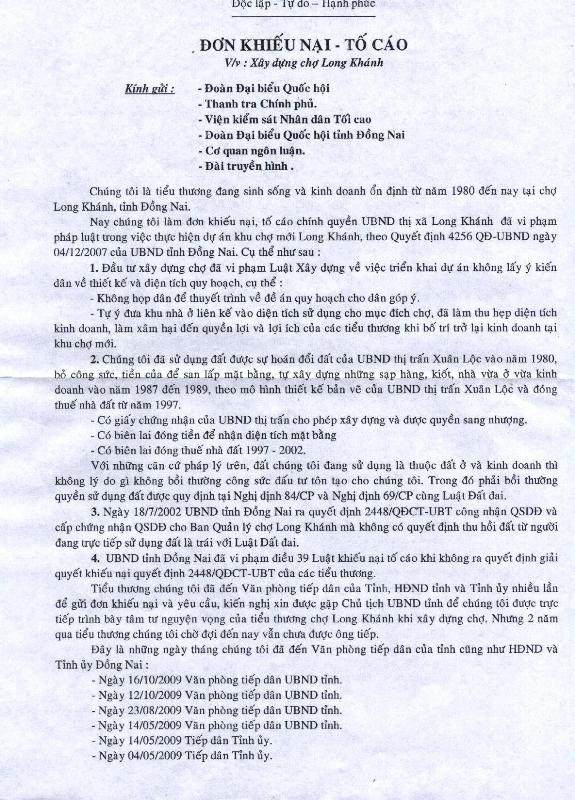 Độc lập - Tự do – Hạnh phúc
ĐƠN KHIẾU NẠI - TỐ CÁO
V/v : Xây dựng chợ Long Khánh
Kính gửi : - Đoàn Đại biểu Quốc hội
- Thanh tra Chính phủ.
- Viện kiểm sát Nhân dân Tối cao
- Đoàn Đại biểu Quốc hội tỉnh Đồng Nai
- Cơ quan ngôn luận.
- Đài truyền hình .
Chúng tôi là tiểu thương đang sinh sống và kinh doanh ổn định từ năm 1980 đến nay tại chợ
Long Khánh, tỉnh Đồng Nai.
Nay chúng tôi làm đơn khiếu nại, tố cáo chính quyền UBND thị xã Long Khánh đã vi phạm
pháp luật trong việc thực hiện dự án khu chợ mới Long Khánh, theo Quyết định 4256 QĐ-UBND ngày
04/12/2007 của UBND tỉnh Đồng Nai. Cụ thể như sau :
1. Đầu tư xây dựng chợ đã vi phạm Luật Xây dựng về việc triển khai dự án không lấy ý kiến
dân về thiết kế và diện tích quy hoạch, cụ thể :
- Không họp dân để thuyết trình về đề án quy hoạch cho dân góp ý.
- Tự ý đưa khu nhà ở liên kế vào diện tích sử dụng cho mục đích chợ, đã làm thu hẹp diện tích
kinh doanh, làm xâm hại đến quyền lợi và lợi ích của các tiểu thương khi bố trí trở lại kinh doanh tại
khu chợ mới.
2. Chúng tôi đã sử dụng đất được sự hoán đổi đất của UBND thị trấn Xuân Lộc vào năm 1980,
bỏ công sức, tiền của để san lấp mặt bằng, tự xây dựng những sạp hàng, kiốt, nhà vừa ở vừa kinh
doanh vào năm 1987 đến 1989, theo mô hình thiết kế bản vẽ của UBND thị trấn Xuân Lộc và đóng
thuế nhà đất từ năm 1997.
- Có giấy chứng nhận của UBND thị trấn cho phép xây dựng và được quyền sang nhượng.
- Có biên lai đóng tiền để nhận diện tích mặt bằng
- Có biên lai đóng thuế nhà đất 1997 - 2002.
Với những căn cứ pháp lý trên, đất chúng tôi đang sử dụng là thuộc đất ở và kinh doanh thì
không lý do gì không bồi thường công sức đấu tư tôn tạo cho chúng tôi. Trong đó phải bồi thường
quyền sử dụng đất được quy định tại Nghị dịnh 84/CP và Nghị định 69/CP cùng Luật Đất đai.
3. Ngày 18/7/2002 UBND tỉnh Đồng Nai ra quyết định 2448/QĐCT-UBT công nhận QSDĐ và
cấp chứng nhận QSDĐ cho Ban Quản lý chợ Long Khánh mà không có quyết định thu hồi đất từ người
đang trực tiếp sử dụng đất là trái với Luật Đất đai.
4. UBND tỉnh Đồng Nai đã vi phạm điều 39 Luật khiếu nại tố cáo khi không ra quyết định giải
quyết khiếu nại quyết định 2448/QĐCT-UBT của các tiểu thương.
Tiểu thương chúng tôi đã đến Văn phòng tiếp dân của Tỉnh, HĐND tỉnh và Tỉnh ủy nhiều lần
để gửi đơn khiếu nại và yêu cầu, kiến nghị xin được gặp Chủ tịch UBND tỉnh để chúng tôi được trực
tiếp trình bày tâm tư nguyện vọng của tiểu thương chợ Long Khánh khi xây dựng chợ. Nhưng 2 năm
qua tiểu thương chúng tôi chờ đợi đến nay vẫn chưa được ông tiếp.
Đây là những ngày tháng chúng tôi đã đến Văn phòng tiếp dân của tỉnh cũng như HĐND và
Tỉnh ủy Đồng Nai :
- Ngày 16/10/2009 Văn phòng tiếp dân UBND tỉnh.
- Ngày 12/10/2009 Văn phòng tiếp dân UBND tỉnh.
- Ngày 23/08/2009 Văn phòng tiếp dân UBND tỉnh.
- Ngày 14/05/2009 Văn phòng tiếp dân UBND tỉnh.
- Ngày 14/05/2009 Tiếp dân Tỉnh ủy.
- Ngày 04/05/2009 Tiếp dân Tỉnh ủy.